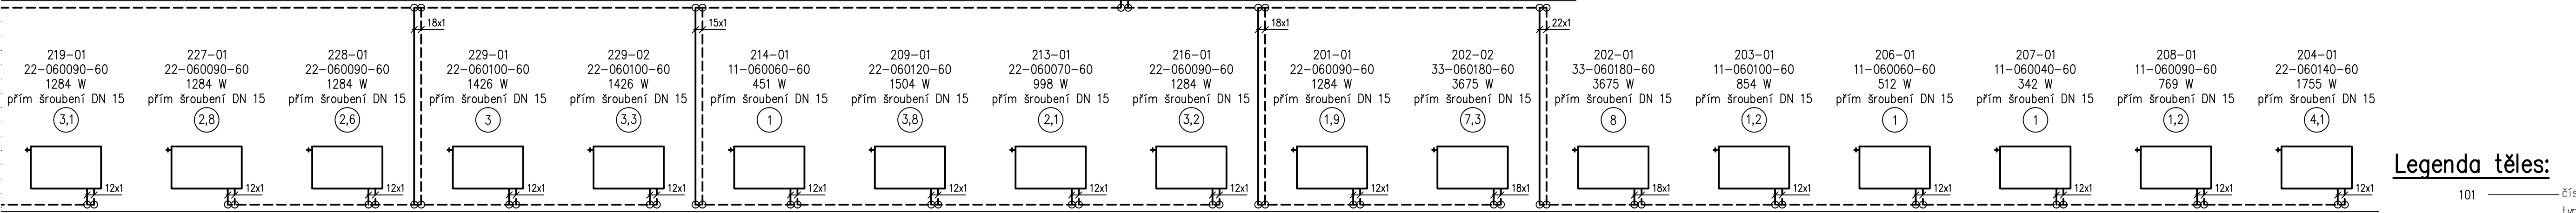 18x1
15x1
18x1
22x1
219-01
22-060090-60
1284 W
přím šroubení DN 15
3,1
12x1
227-01
22-060090-60
1284 W
přím šroubení DN 15
2,8
12x1
228-01
22-060090-60
1284 W
přím šroubení DN 15
2,6
12x1
229-01
22-060100-60
1426 W
přím šroubení DN 15
3
12x1
229-02
22-060100-60
1426 W
přím šroubení DN 15
3,3
12x1
214-01
11-060060-60
451 W
přím šroubení DN 15
1
12x1
209-01
22-060120-60
1504 W
přím šroubení DN 15
3,8
12x1
213-01
22-060070-60
998 W
přím šroubení DN 15
2,1
12x1
216-01
22-060090-60
1284 W
přím šroubení DN 15
3,2
12x1
201-01
22-060090-60
1284 W
přím šroubení DN 15
1,9
12x1
202-02
33-060180-60
3675 W
přím šroubení DN 15
7,3
18x1
202-01
33-060180-60
3675 W
přím šroubení DN 15
8
18x1
203-01
11-060100-60
854 W
přím šroubení DN 15
1,2
12x1
206-01
11-060060-60
512 W
přím šroubení DN 15
1
12x1
207-01
11-060040-60
342 W
přím šroubení DN 15
1
12x1
208-01
11-060090-60
769 W
přím šroubení DN 15
1,2
12x1
204-01
22-060140-60
1755 W
přím šroubení DN 15
4,1
12x1
Legenda těles:
101